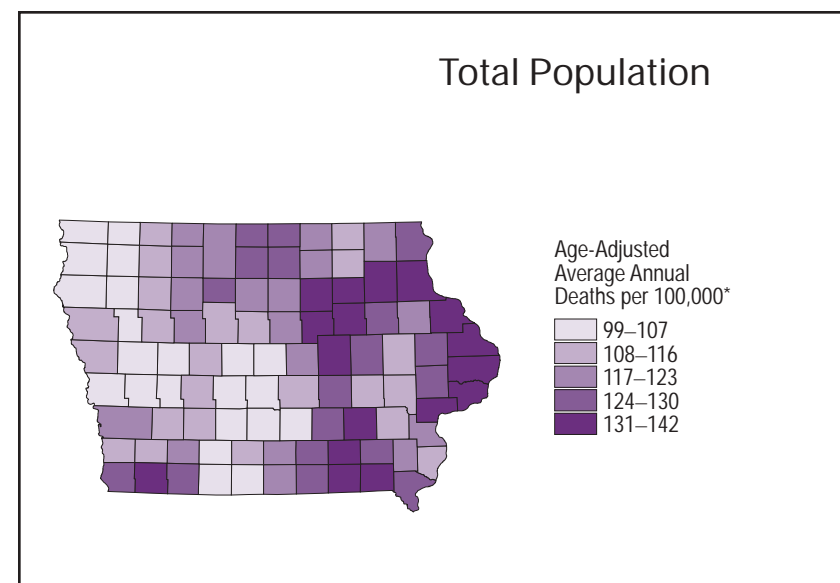 Total Population
Age-Adjusted
Average Annual
Deaths per 100,000*
99–107
108–116
117–123
124–130
131–142